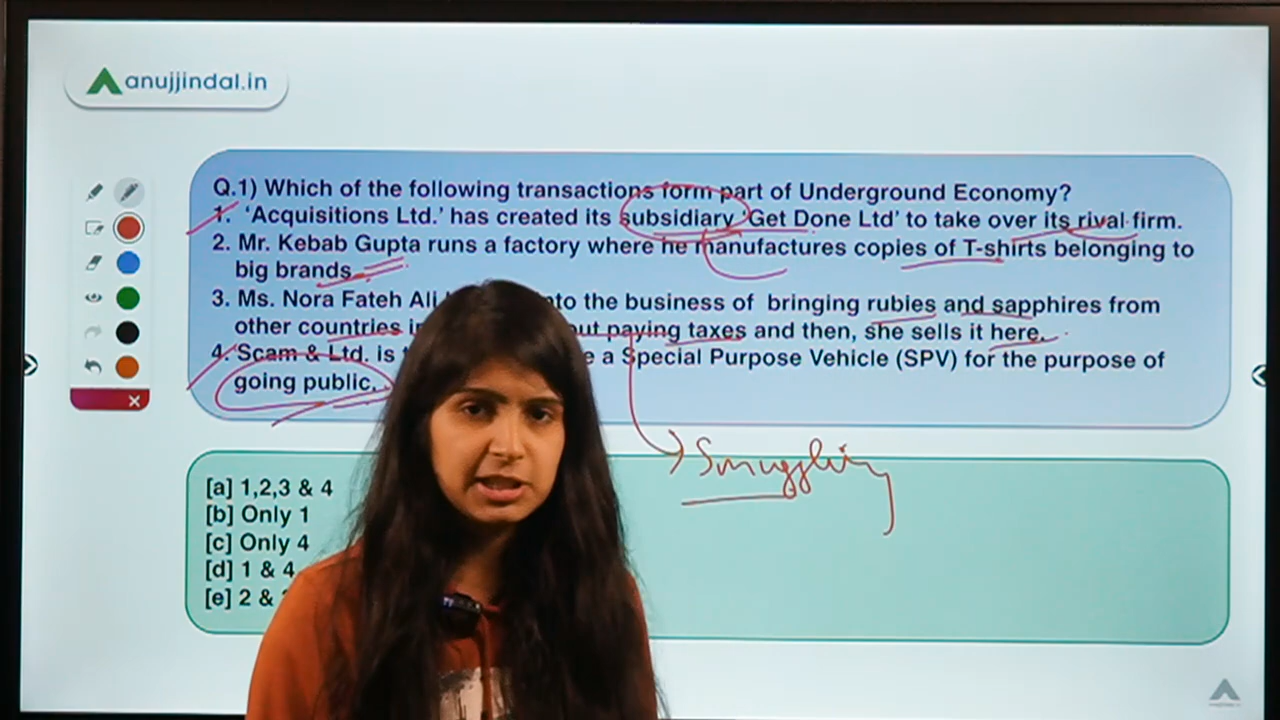 anujjindal.in
Q.1) Which of the following transactions form part of Underground Economy?
1. ‘Acquisitions Ltd.’ has created its subsidiary ‘Get Done Ltd’ to take over its rival firm.
2. Mr. Kebab Gupta runs a factory where he manufactures copies of T-shirts belonging to
big brands.
3. Ms. Nora Fateh Ali to the business of bringing rubies and sapphires from
other countries paying taxes and then, she sells it here.
4. ‘Scam & Ltd. is a Special Purpose Vehicle (SPV) for the purpose of
going public.
Smuggling
[a] 1,2,3 & 4
[b] Only 1
[c] Only 4
[d] 1 & 4
[e] 2 &